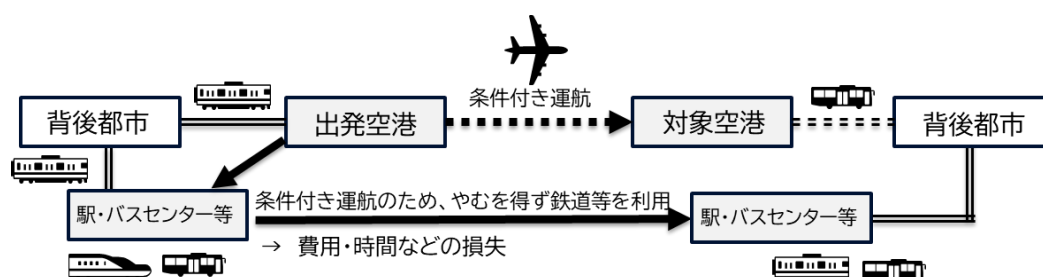 条件付き運航
背後都市
出発空港
対象空港
背後都市
駅・バスセンター等
条件付き運航のため、やむを得ず鉄道等を利用
駅・バスセンター等
→ 費用・時間などの損失